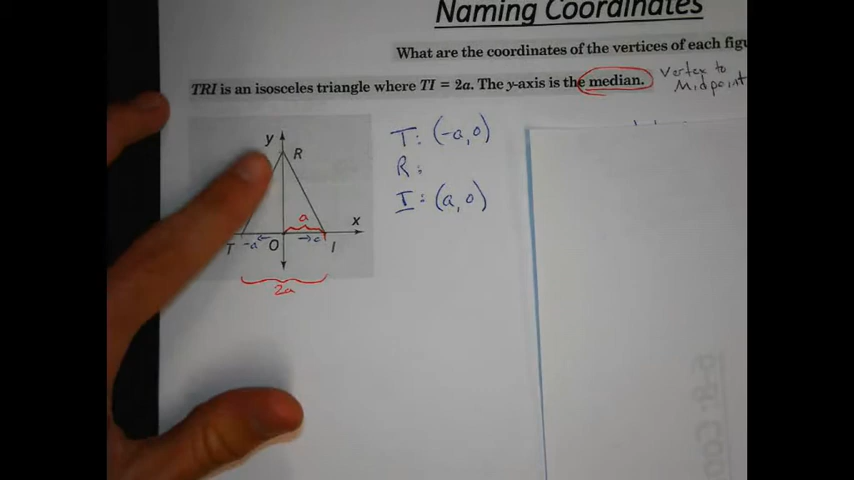 Naming Coordinates
What are the coordinates of the vertices of each
TRI is an isosceles triangle where TI = 2a. The y-axis is the median.
Vertex to
Midpoint
y
R
T: (-a,0)
R:
I: (a,0)
a
x
T -a O I
2a